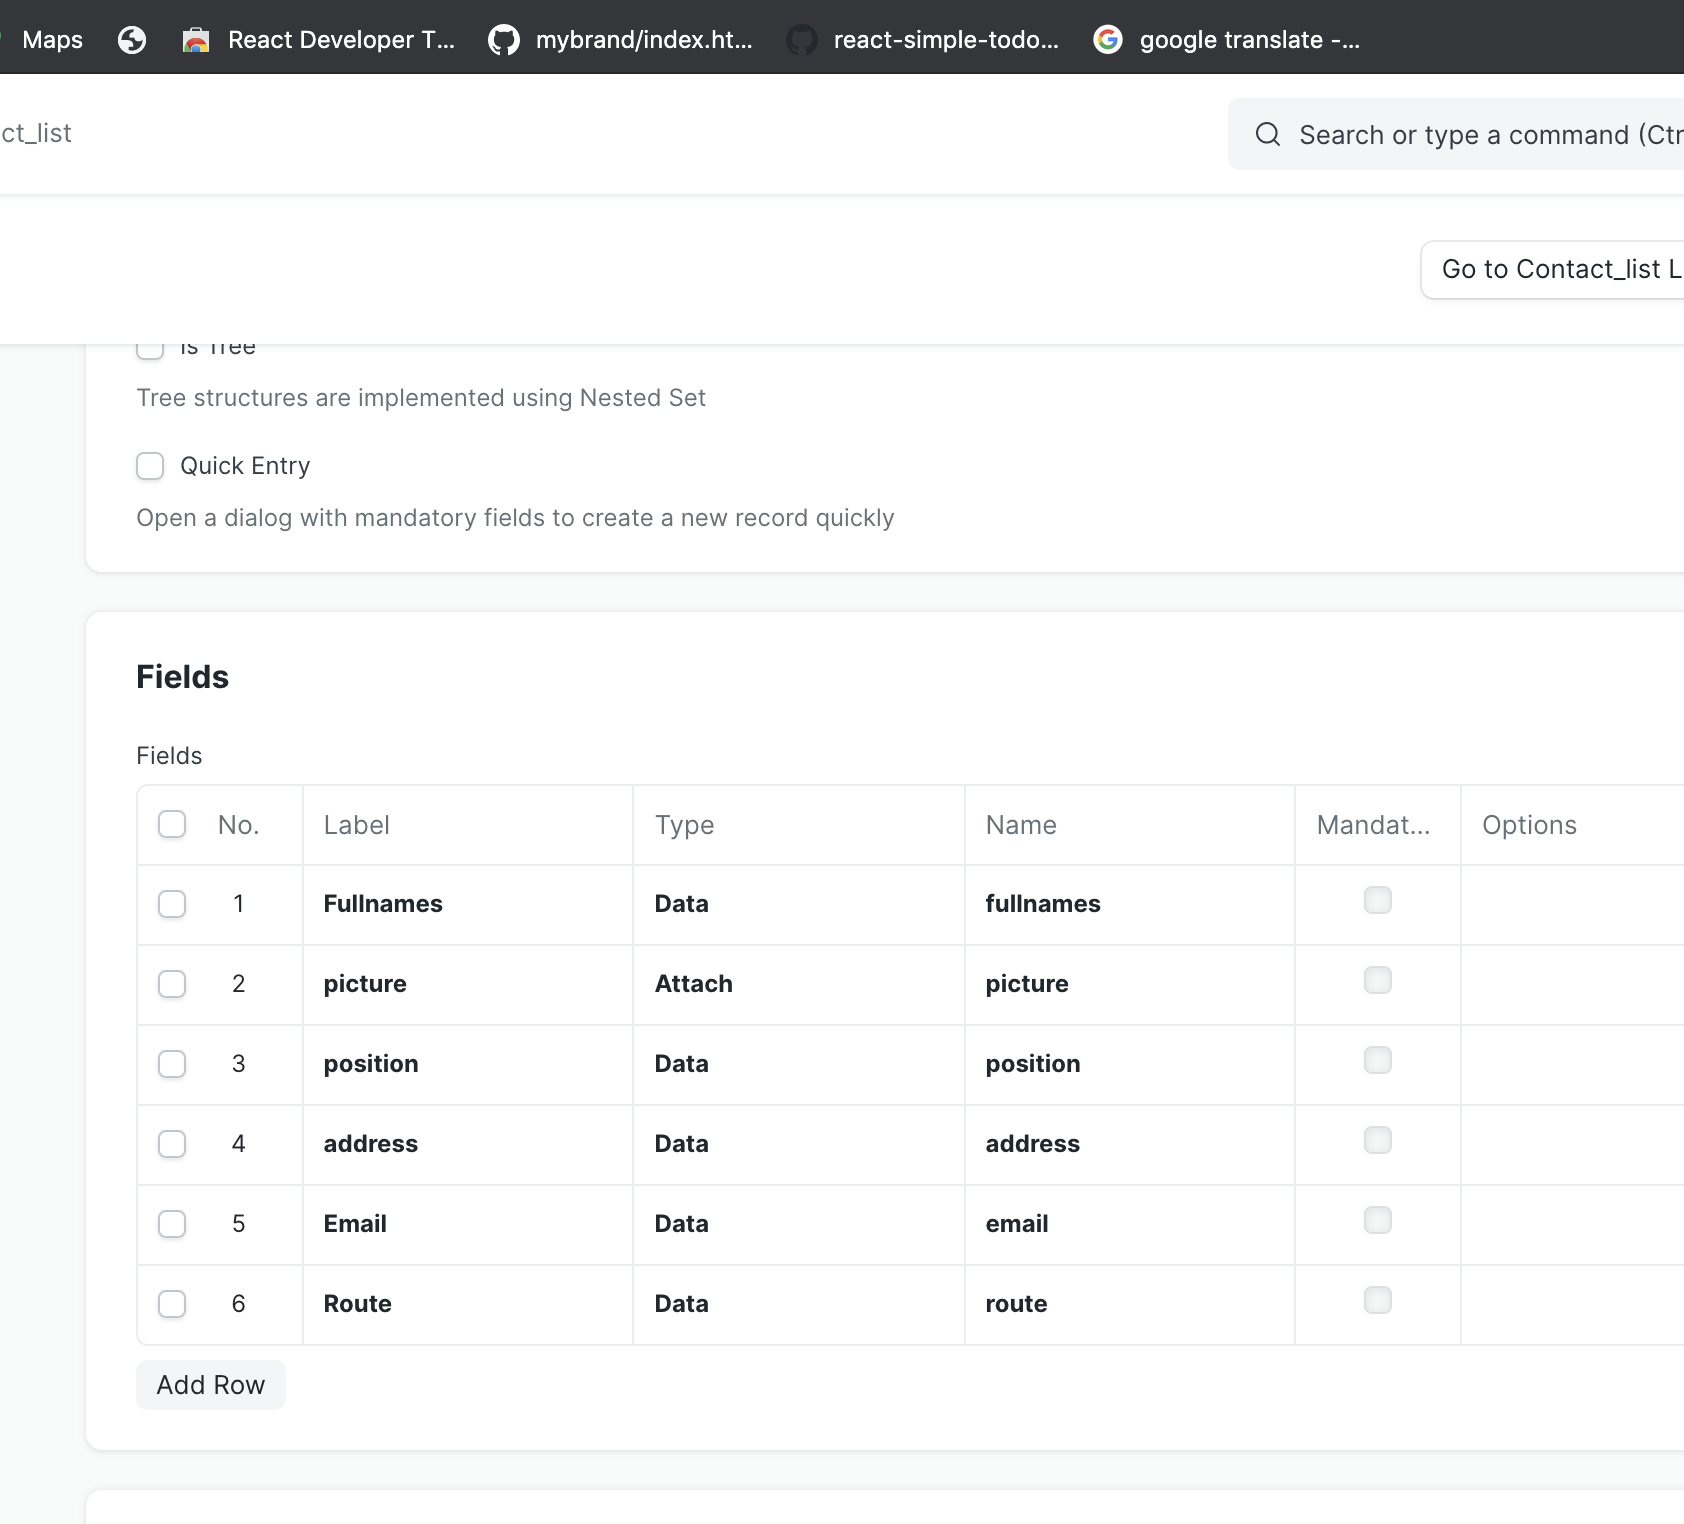 Maps React Developer T... mybrand/index.ht... react-simple-todo... google translate -...
ct_list
Search or type a command (Ctr
Go to Contact_list L
Is Tree
Tree structures are implemented using Nested Set
Quick Entry
Open a dialog with mandatory fields to create a new record quickly
Fields
Fields
No. Label Type Name Mandat... Options
1 Fullnames Data fullnames
2 picture Attach picture
3 position Data position
4 address Data address
5 Email Data email
6 Route Data route
Add Row